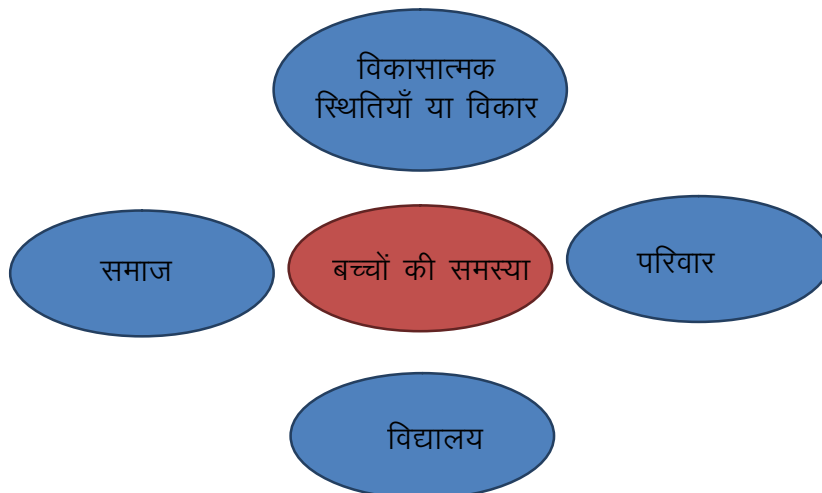 विकासात्मक
स्थितियाँ या विकार
समाज
बच्चों की समस्या
परिवार
विद्यालय